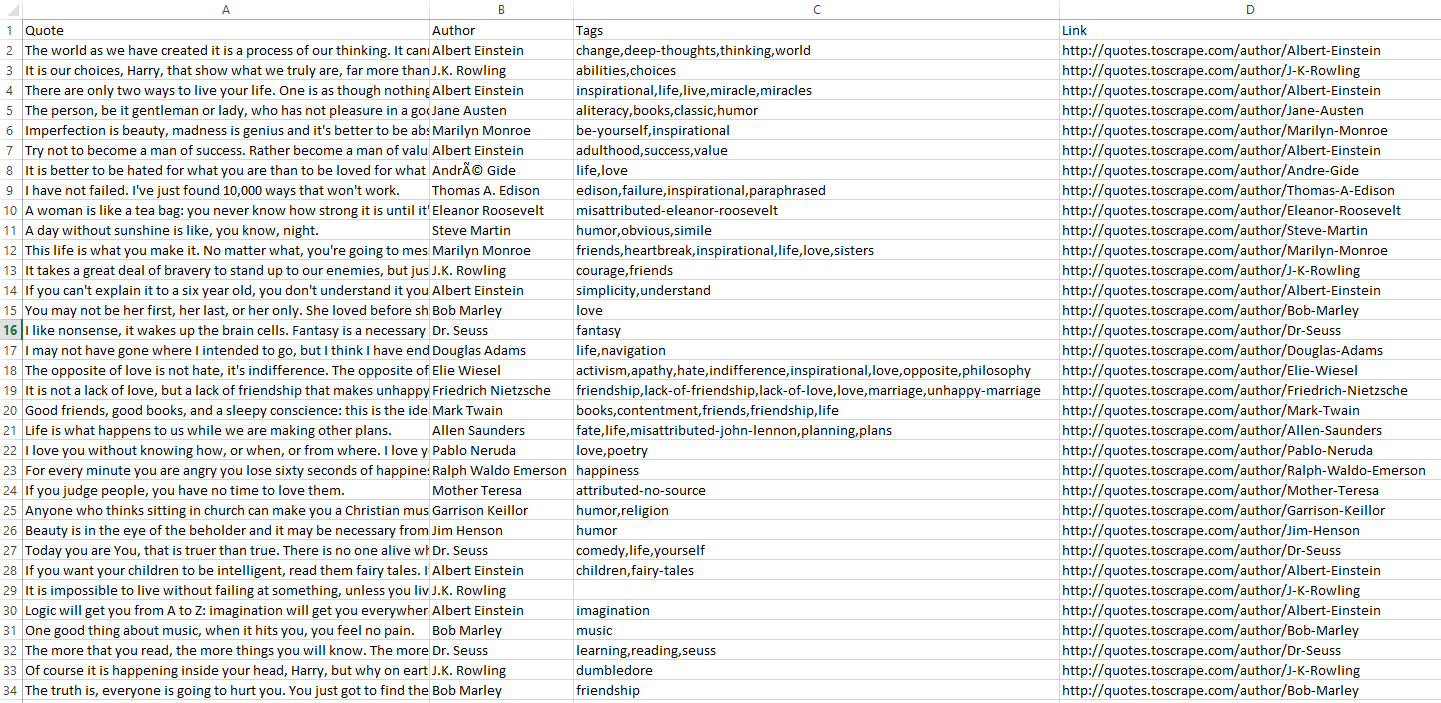 A B C D
1 Quote Author Tags Link
2 The world as we have created it is a process of our thinking. It can Albert Einstein change,deep-thoughts,thinking,world http://quotes.toscrape.com/author/Albert-Einstein
3 It is our choices, Harry, that show what we truly are, far more than J.K. Rowling abilities,choices http://quotes.toscrape.com/author/J-K-Rowling
4 There are only two ways to live your life. One is as though nothing Albert Einstein inspirational,life,live,miracle,miracles http://quotes.toscrape.com/author/Albert-Einstein
5 The person, be it gentleman or lady, who has not pleasure in a goo Jane Austen aliteracy,books,classic,humor http://quotes.toscrape.com/author/Jane-Austen
6 Imperfection is beauty, madness is genius and it's better to be abs Marilyn Monroe be-yourself,inspirational http://quotes.toscrape.com/author/Marilyn-Monroe
7 Try not to become a man of success. Rather become a man of valu Albert Einstein adulthood,success,value http://quotes.toscrape.com/author/Albert-Einstein
8 It is better to be hated for what you are than to be loved for what AndrÃ© Gide life,love http://quotes.toscrape.com/author/Andre-Gide
9 I have not failed. I've just found 10,000 ways that won't work. Thomas A. Edison edison,failure,inspirational,paraphrased http://quotes.toscrape.com/author/Thomas-A-Edison
10 A woman is like a tea bag: you never know how strong it is until it' Eleanor Roosevelt misattributed-eleanor-roosevelt http://quotes.toscrape.com/author/Eleanor-Roosevelt
11 A day without sunshine is like, you know, night. Steve Martin humor,obvious,simile http://quotes.toscrape.com/author/Steve-Martin
12 This life is what you make it. No matter what, you're going to mes Marilyn Monroe friends,heartbreak,inspirational,life,love,sisters http://quotes.toscrape.com/author/Marilyn-Monroe
13 It takes a great deal of bravery to stand up to our enemies, but jus J.K. Rowling courage,friends http://quotes.toscrape.com/author/J-K-Rowling
14 If you can't explain it to a six year old, you don't understand it you Albert Einstein simplicity,understand http://quotes.toscrape.com/author/Albert-Einstein
15 You may not be her first, her last, or her only. She loved before sh Bob Marley love http://quotes.toscrape.com/author/Bob-Marley
16 I like nonsense, it wakes up the brain cells. Fantasy is a necessary Dr. Seuss fantasy http://quotes.toscrape.com/author/Dr-Seuss
17 I may not have gone where I intended to go, but I think I have end Douglas Adams life,navigation http://quotes.toscrape.com/author/Douglas-Adams
18 The opposite of love is not hate, it's indifference. The opposite of Elie Wiesel activism,apathy,hate,indifference,inspirational,love,opposite,philosophy http://quotes.toscrape.com/author/Elie-Wiesel
19 It is not a lack of love, but a lack of friendship that makes unhappy Friedrich Nietzsche friendship,lack-of-friendship,lack-of-love,love,marriage,unhappy-marriage http://quotes.toscrape.com/author/Friedrich-Nietzsche
20 Good friends, good books, and a sleepy conscience: this is the ide Mark Twain books,contentment,friends,friendship,life http://quotes.toscrape.com/author/Mark-Twain
21 Life is what happens to us while we are making other plans. Allen Saunders fate,life,misattributed-john-lennon,planning,plans http://quotes.toscrape.com/author/Allen-Saunders
22 I love you without knowing how, or when, or from where. I love y Pablo Neruda love,poetry http://quotes.toscrape.com/author/Pablo-Neruda
23 For every minute you are angry you lose sixty seconds of happine Ralph Waldo Emerson happiness http://quotes.toscrape.com/author/Ralph-Waldo-Emerson
24 If you judge people, you have no time to love them. Mother Teresa attributed-no-source http://quotes.toscrape.com/author/Mother-Teresa
25 Anyone who thinks sitting in church can make you a Christian mus Garrison Keillor humor,religion http://quotes.toscrape.com/author/Garrison-Keillor
26 Beauty is in the eye of the beholder and it may be necessary from Jim Henson humor http://quotes.toscrape.com/author/Jim-Henson
27 Today you are You, that is truer than true. There is no one alive wh Dr. Seuss comedy,life,yourself http://quotes.toscrape.com/author/Dr-Seuss
28 If you want your children to be intelligent, read them fairy tales. I Albert Einstein children,fairy-tales http://quotes.toscrape.com/author/Albert-Einstein
29 It is impossible to live without failing at something, unless you liv J.K. Rowling http://quotes.toscrape.com/author/J-K-Rowling
30 Logic will get you from A to Z: imagination will get you everywher Albert Einstein imagination http://quotes.toscrape.com/author/Albert-Einstein
31 One good thing about music, when it hits you, you feel no pain. Bob Marley music http://quotes.toscrape.com/author/Bob-Marley
32 The more that you read, the more things you will know. The more Dr. Seuss learning,reading,seuss http://quotes.toscrape.com/author/Dr-Seuss
33 Of course it is happening inside your head, Harry, but why on eart J.K. Rowling dumbledore http://quotes.toscrape.com/author/J-K-Rowling
34 The truth is, everyone is going to hurt you. You just got to find the Bob Marley friendship http://quotes.toscrape.com/author/Bob-Marley